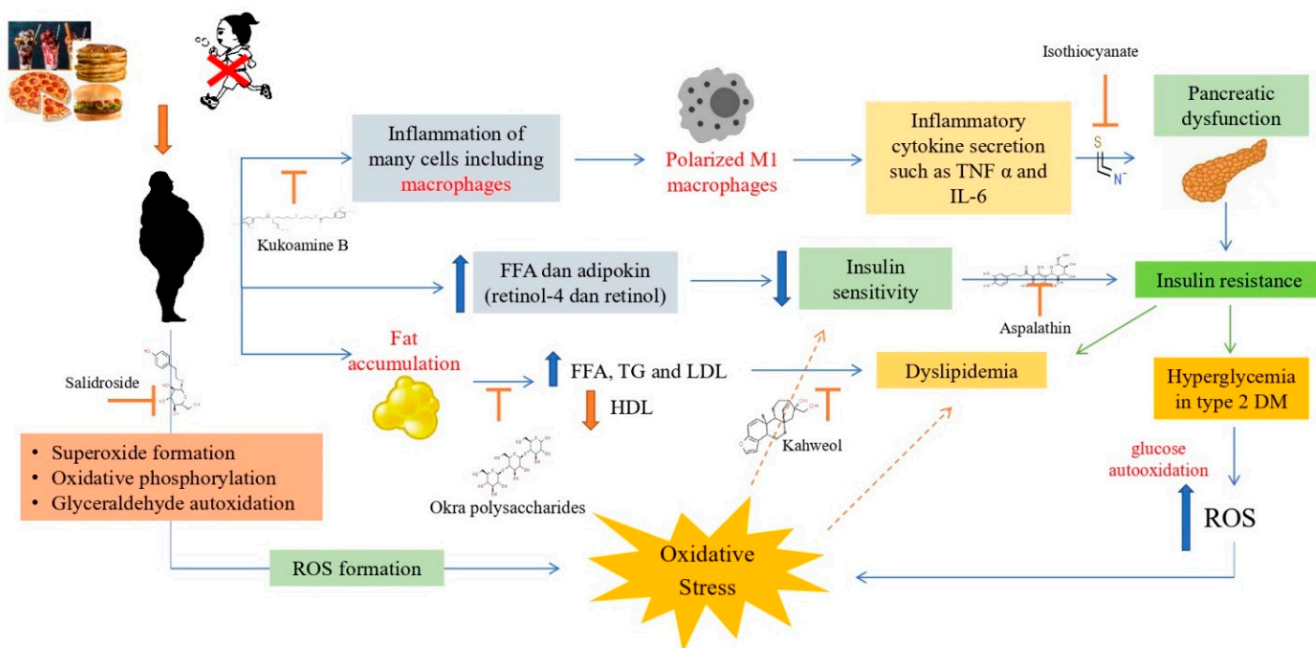 Isothiocyanate
S
N⁻
Pancreatic
dysfunction
Inflammation of
many cells including
macrophages
Polarized M1
macrophages
Inflammatory
cytokine secretion
such as TNF α and
IL-6
Kukoamine B
FFA dan adipokin
(retinol-4 dan retinol)
Insulin
sensitivity
Aspalathin
Insulin resistance
Fat
accumulation
FFA, TG and LDL
HDL
Dyslipidemia
Hyperglycemia
in type 2 DM
Salidroside
Kahweol
OH
Okra polysaccharides
• Superoxide formation
• Oxidative phosphorylation
• Glyceraldehyde autoxidation
glucose
autooxidation
ROS
ROS formation
Oxidative
Stress